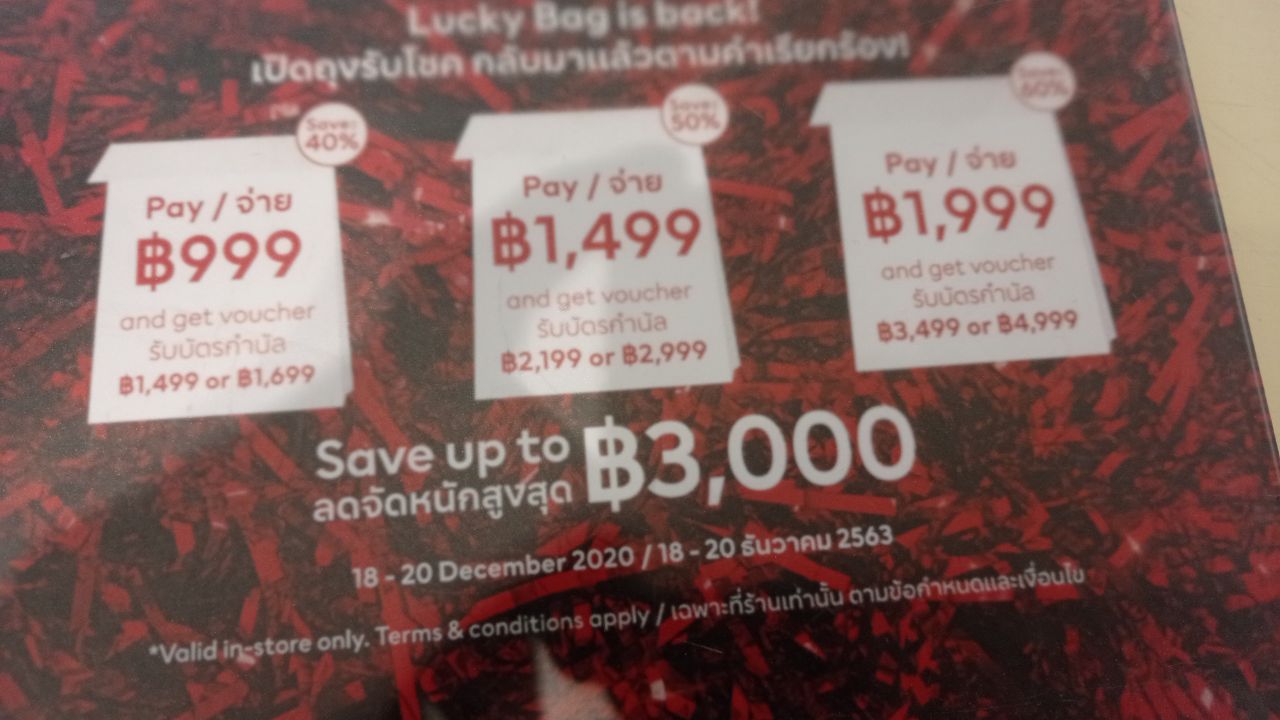 Lucky Bag is back!
เปิดถุงรับโชค กลับมาแล้วตามคำเรียกร้อง!
Save:
40%
Pay / จ่าย
฿999
and get voucher
รับบัตรกำนัล
฿1,499 or ฿1,699
Save:
50%
Pay / จ่าย
฿1,499
and get voucher
รับบัตรกำนัล
฿2,199 or ฿2,999
Save:
60%
Pay / จ่าย
฿1,999
and get voucher
รับบัตรกำนัล
฿3,499 or ฿4,999
Save up to ฿3,000
ลดจัดหนักสูงสุด
18 - 20 December 2020 / 18 - 20 ธันวาคม 2563
*Valid in-store only. Terms & conditions apply / เฉพาะที่ร้านเท่านั้น ตามข้อกำหนดและเงื่อนไข